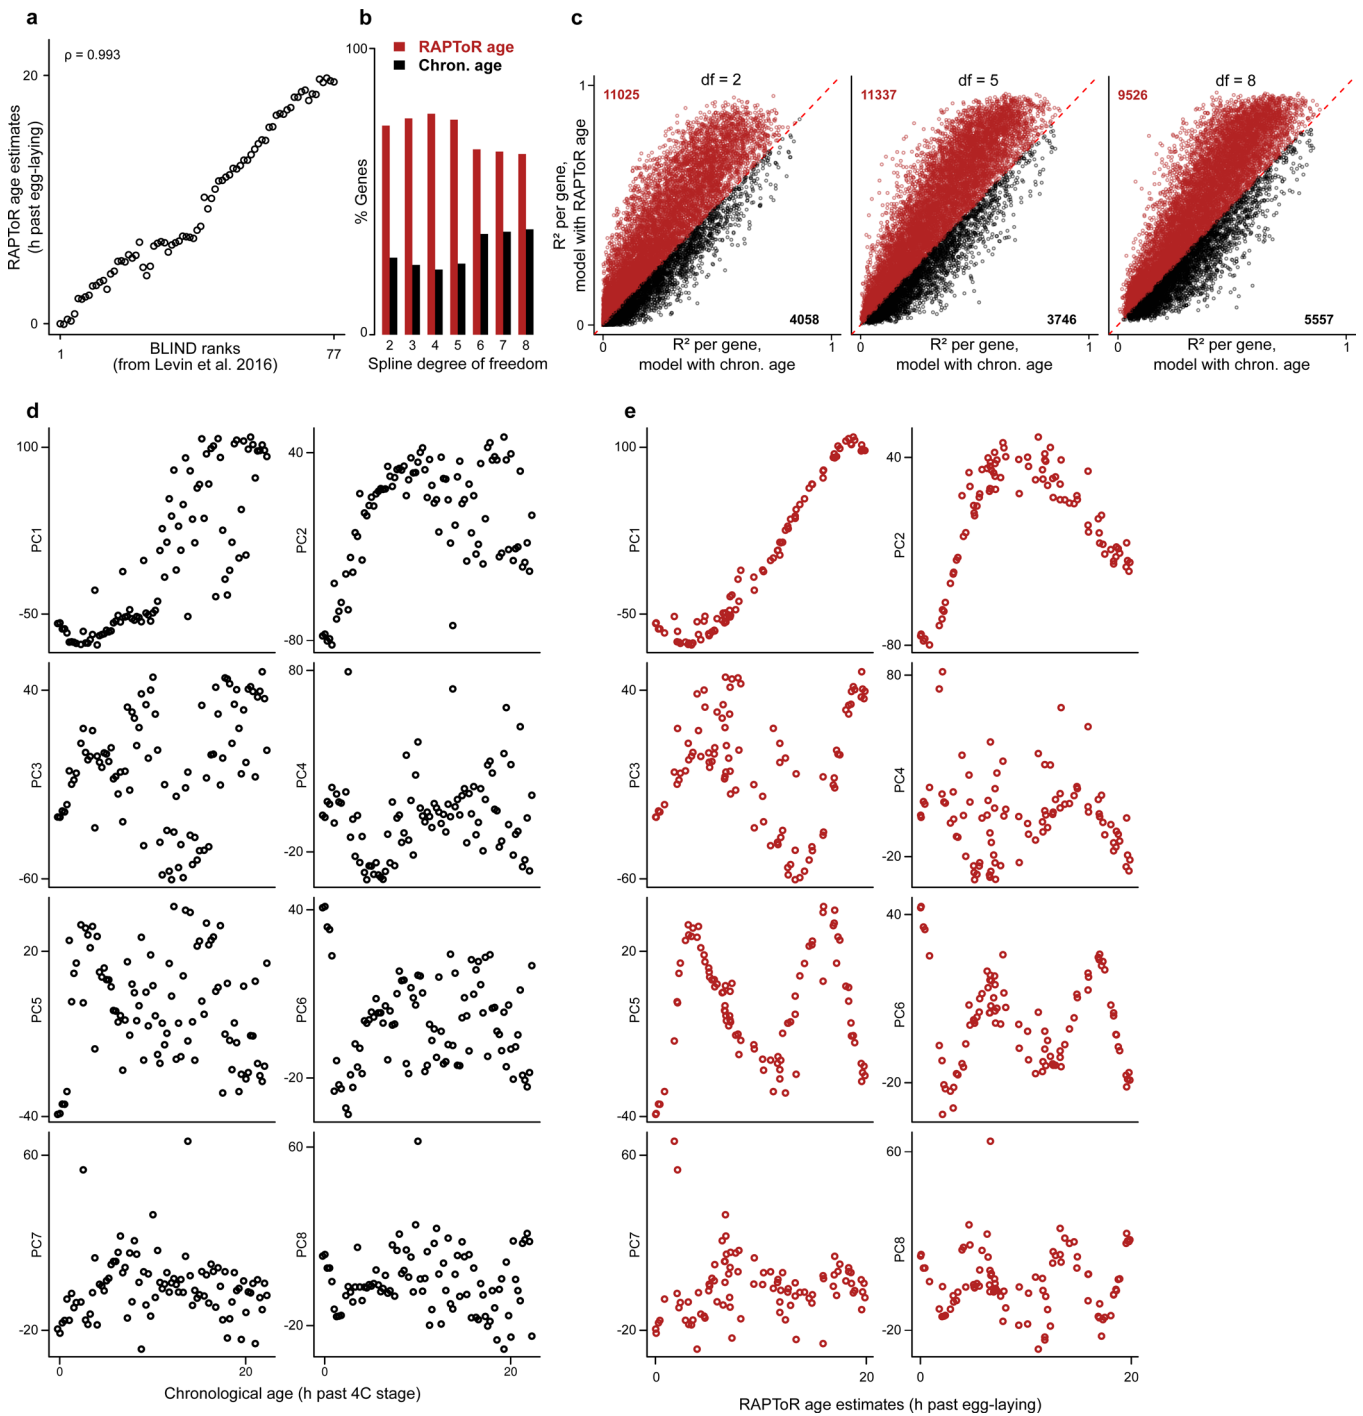 a
ρ = 0.993
20
0
RAPToR age estimates
(h past egg-laying)
1
77
BLIND ranks
(from Levin et al. 2016)
b
100
RAPToR age
Chron. age
% Genes
0
2 3 4 5 6 7 8
Spline degree of freedom
c
df = 2
df = 5
df = 8
1
11025
11337
9526
R² per gene,
model with RAPToR age
4058
3746
5557
0
0
1
0
1
0
1
R² per gene,
model with chron. age
R² per gene,
model with chron. age
R² per gene,
model with chron. age
d
100
-50
PC1
40
-80
PC2
40
-60
PC3
80
-20
PC4
20
-40
PC5
40
-20
PC6
60
-20
PC7
60
-20
PC8
0
20
0
20
Chronological age (h past 4C stage)
e
100
-50
PC1
40
-80
PC2
40
-60
PC3
80
-20
PC4
20
-40
PC5
40
-20
PC6
60
-20
PC7
60
-20
PC8
0
20
0
20
RAPToR age estimates (h past egg-laying)